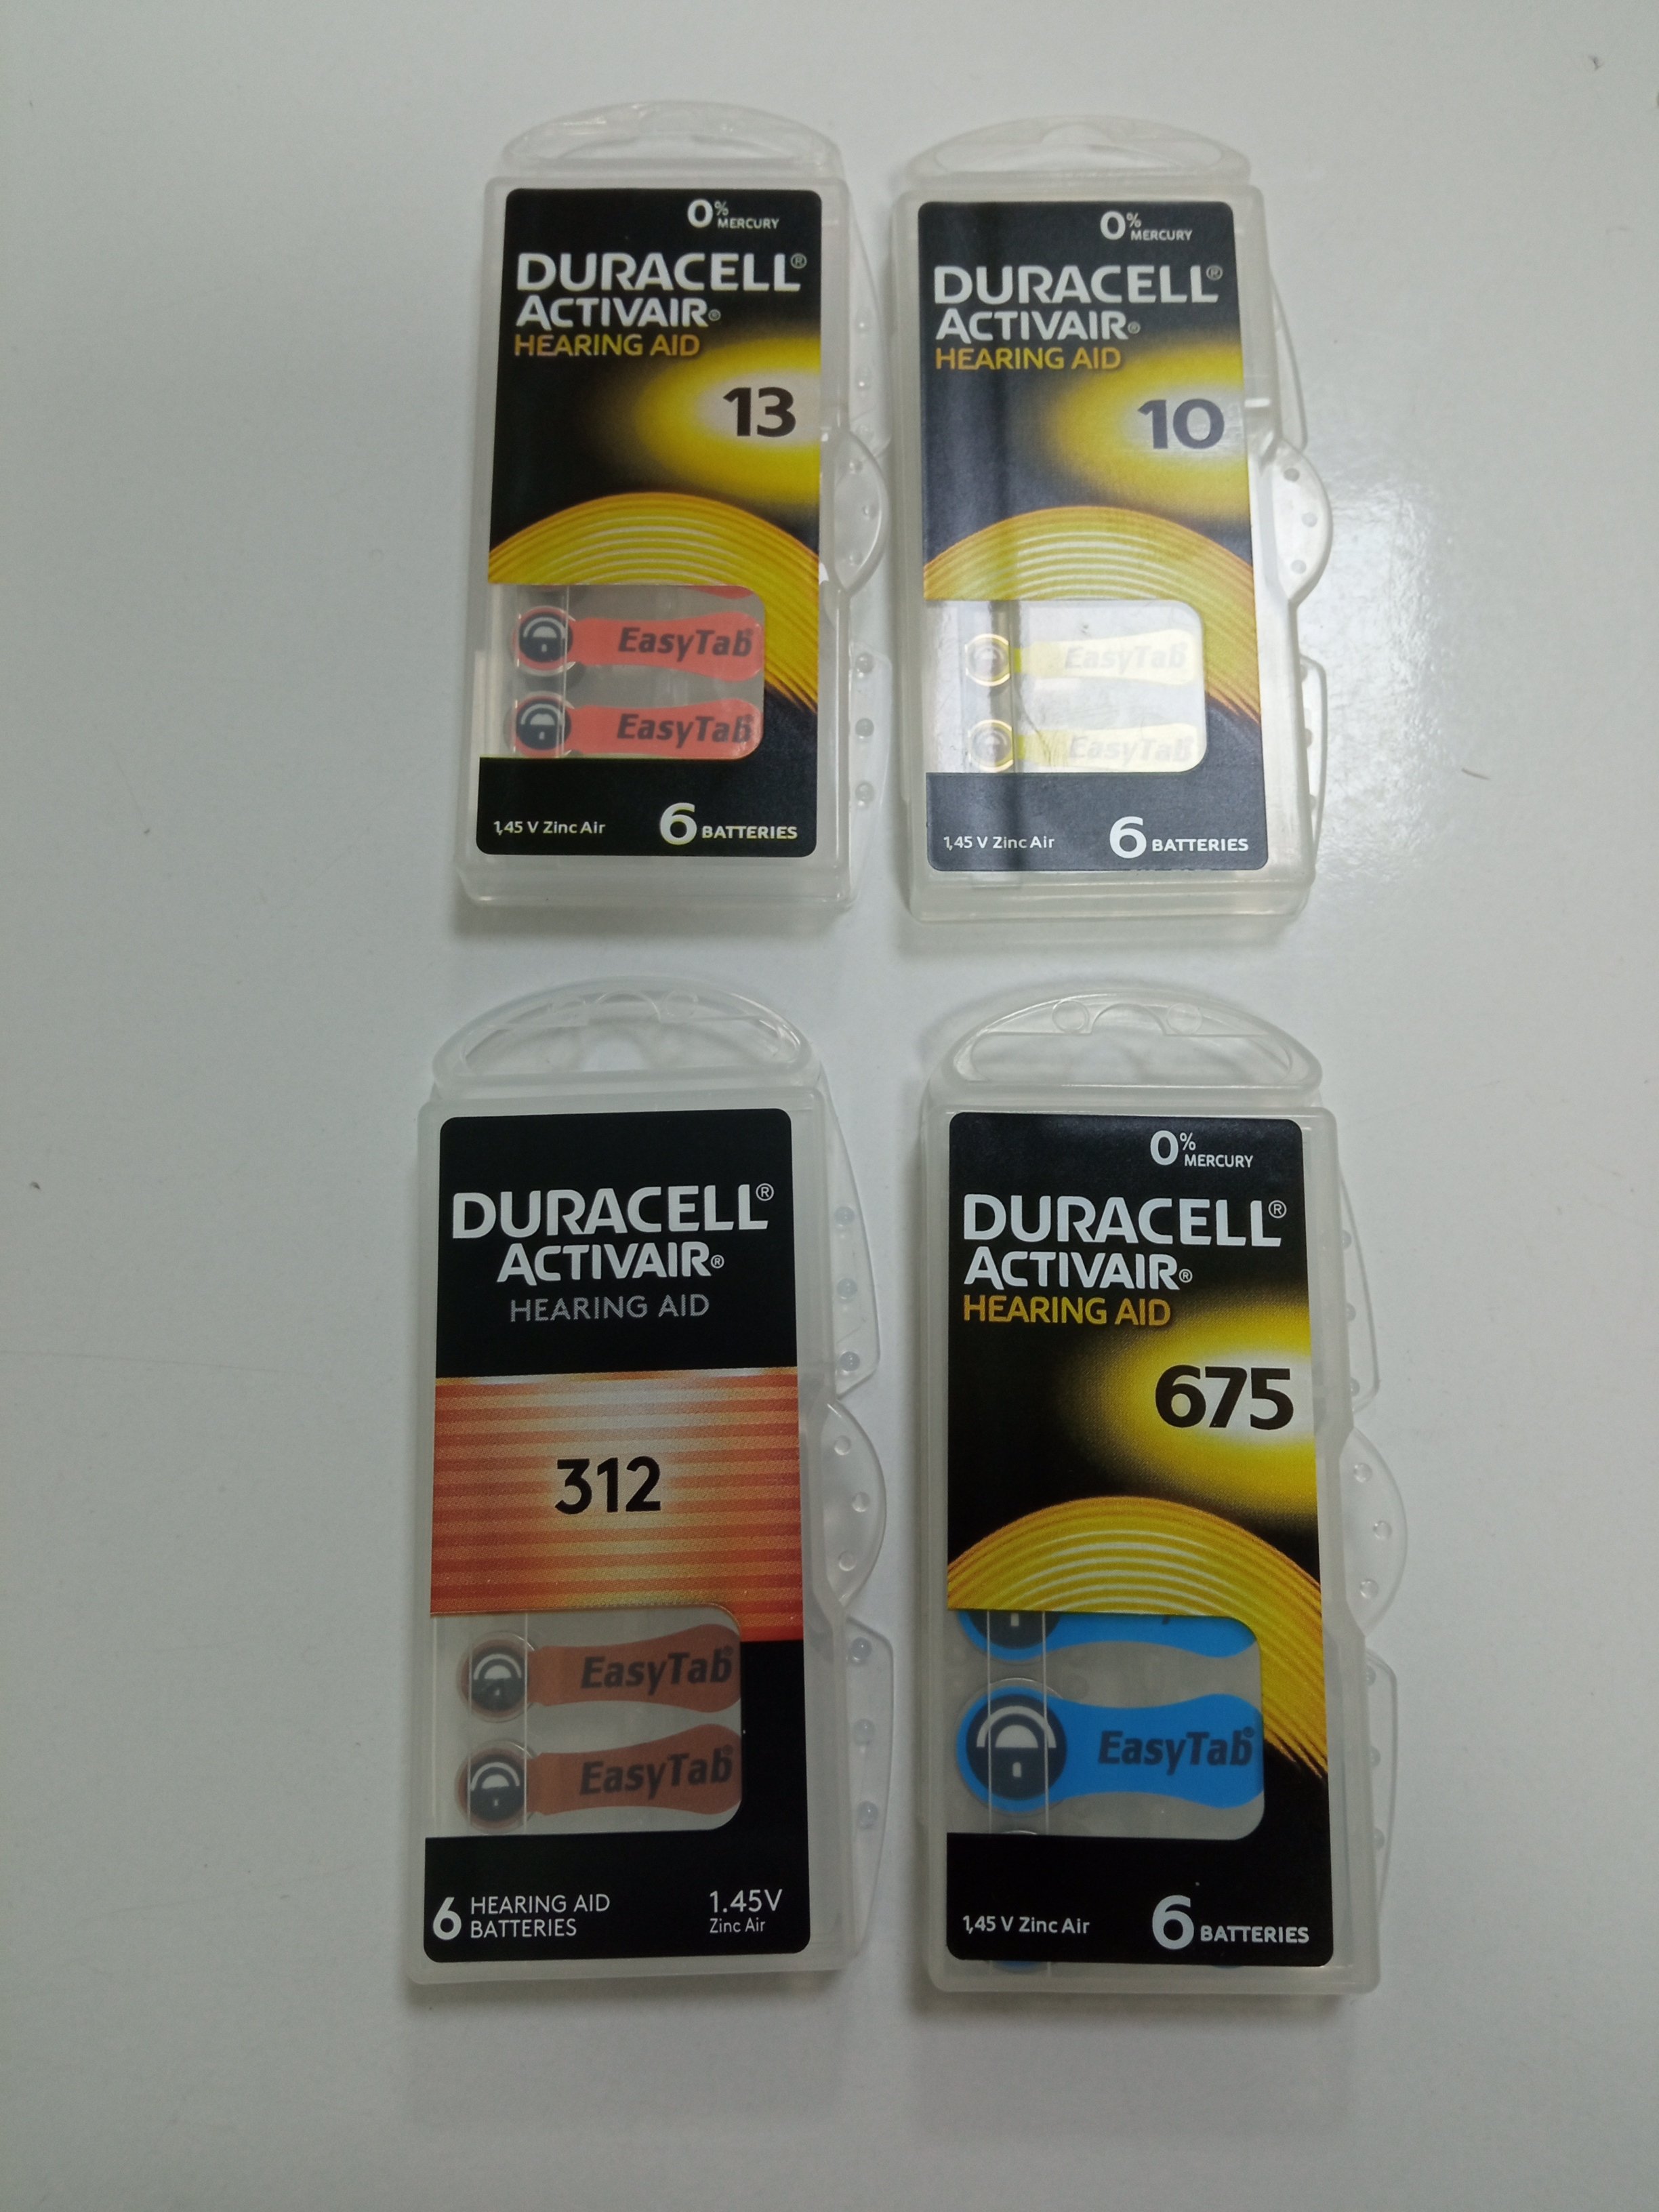 0% MERCURY
DURACELL®
ACTIVAIR®
HEARING AID
13
EasyTab®
EasyTab®
1,45 V Zinc Air
6 BATTERIES
0% MERCURY
DURACELL®
ACTIVAIR®
HEARING AID
10
EasyTab®
EasyTab®
1,45 V Zinc Air
6 BATTERIES
DURACELL®
ACTIVAIR®
HEARING AID
312
EasyTab®
EasyTab®
6 HEARING AID
BATTERIES
1.45V
Zinc Air
0% MERCURY
DURACELL®
ACTIVAIR®
HEARING AID
675
EasyTab®
1,45 V Zinc Air
6 BATTERIES